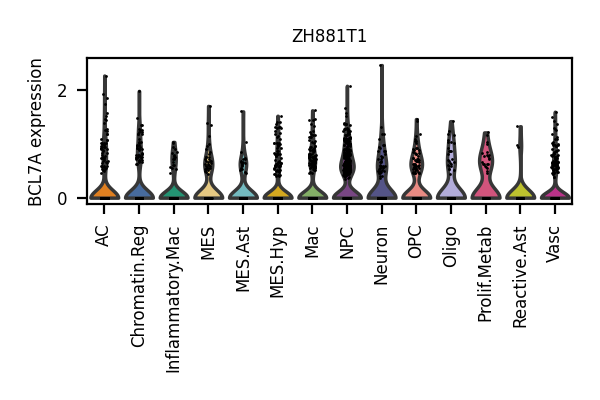 ZH881T1
BCL7A expression
2
0
AC
Chromatin.Reg
Inflammatory.Mac
MES
MES.Ast
MES.Hyp
Mac
NPC
Neuron
OPC
Oligo
Prolif.Metab
Reactive.Ast
Vasc